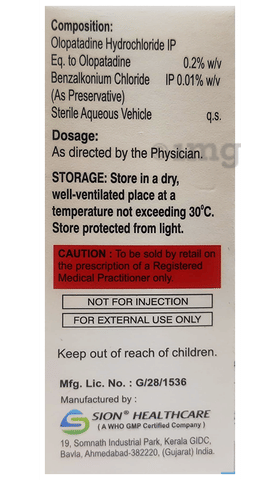 Composition:
Olopatadine Hydrochloride IP
Eq. to Olopatadine 0.2% w/v
Benzalkonium Chloride IP 0.01% w/v
(As Preservative)
Sterile Aqueous Vehicle q.s.
Dosage:
As directed by the Physician.
STORAGE: Store in a dry,
well-ventilated place at a
temperature not exceeding 30°C.
Store protected from light.
CAUTION : To be sold by retail on
the prescription of a Registered
Medical Practitioner only.
NOT FOR INJECTION
FOR EXTERNAL USE ONLY
Keep out of reach of children.
Mfg. Lic. No. : G/28/1536
Manufactured by :
SION® HEALTHCARE
( A WHO GMP Certified Company )
19, Somnath Industrial Park, Kerala GIDC,
Bavla, Ahmedabad-382220, (Gujarat) India.